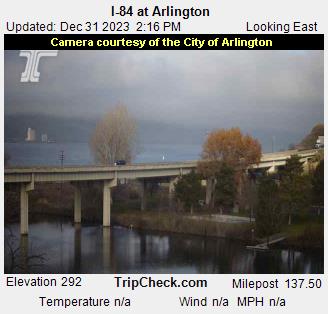 I-84 at Arlington
Updated: Dec 31 2023 2:16 PM Looking East
Camera courtesy of the City of Arlington
Elevation 292 TripCheck.com Milepost 137.50
Temperature n/a Wind n/a MPH n/a